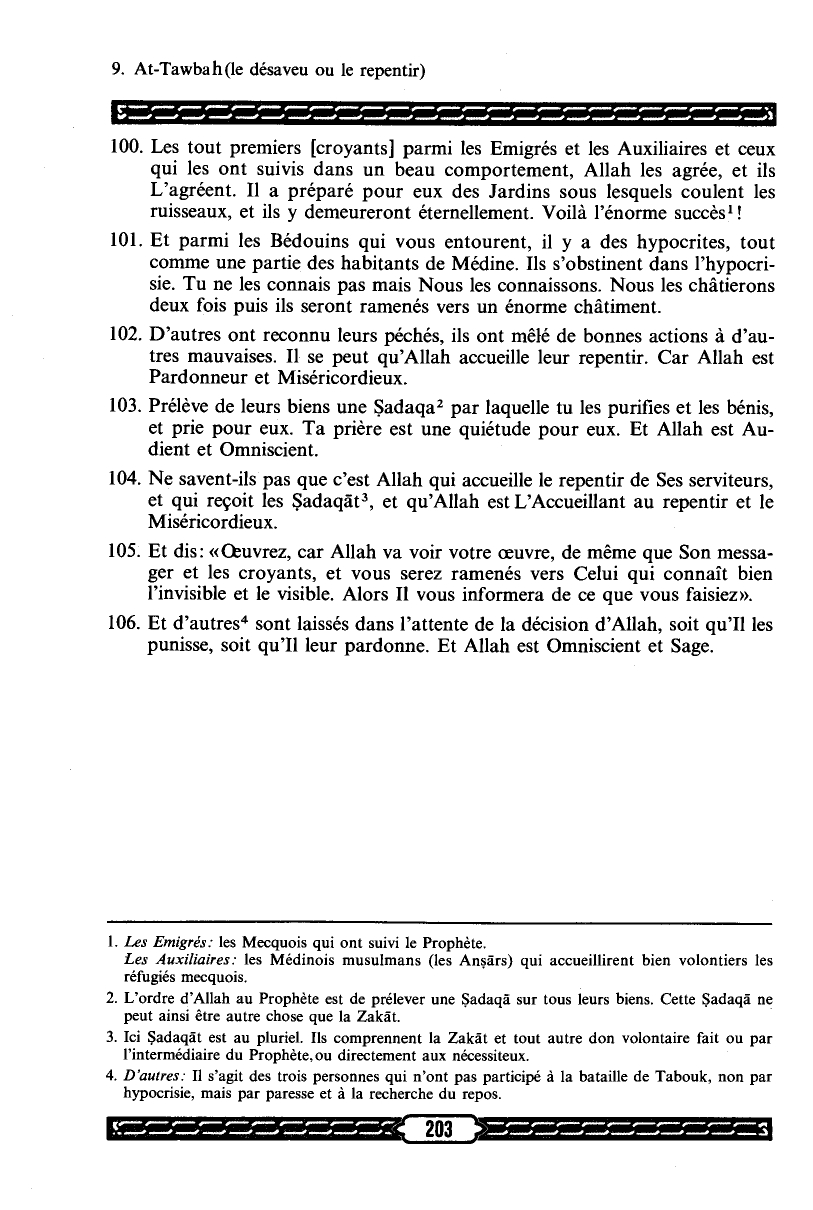 9. At-Tawbah (le désaveu ou le repentir)
100. Les tout premiers [croyants] parmi les Emigrés et les Auxiliaires et ceux
qui les ont suivis dans un beau comportement, Allah les agrée, et ils
L'agréent. Il a préparé pour eux des Jardins sous lesquels coulent les
ruisseaux, et ils y demeureront éternellement. Voilà l'énorme succès¹!
101. Et parmi les Bédouins qui vous entourent, il y a des hypocrites, tout
comme une partie des habitants de Médine. Ils s'obstinent dans l'hypocri-
sie. Tu ne les connais pas mais Nous les connaissons. Nous les châtierons
deux fois puis ils seront ramenés vers un énorme châtiment.
102. D'autres ont reconnu leurs péchés, ils ont mêlé de bonnes actions à d'au-
tres mauvaises. Il se peut qu'Allah accueille leur repentir. Car Allah est
Pardonneur et Miséricordieux.
103. Prélève de leurs biens une Ṣadaqa² par laquelle tu les purifies et les bénis,
et prie pour eux. Ta prière est une quiétude pour eux. Et Allah est Au-
dient et Omniscient.
104. Ne savent-ils pas que c'est Allah qui accueille le repentir de Ses serviteurs,
et qui reçoit les Ṣadaqāt³, et qu'Allah est L'Accueillant au repentir et le
Miséricordieux.
105. Et dis: «Œuvrez, car Allah va voir votre œuvre, de même que Son messa-
ger et les croyants, et vous serez ramenés vers Celui qui connaît bien
l'invisible et le visible. Alors Il vous informera de ce que vous faisiez».
106. Et d'autres⁴ sont laissés dans l'attente de la décision d'Allah, soit qu'Il les
punisse, soit qu'Il leur pardonne. Et Allah est Omniscient et Sage.
1. Les Emigrés: les Mecquois qui ont suivi le Prophète.
Les Auxiliaires: les Médinois musulmans (les Anṣārs) qui accueillirent bien volontiers les
réfugiés mecquois.
2. L'ordre d'Allah au Prophète est de prélever une Ṣadaqā sur tous leurs biens. Cette Ṣadaqā ne
peut ainsi être autre chose que la Zakāt.
3. Ici Ṣadaqāt est au pluriel. Ils comprennent la Zakāt et tout autre don volontaire fait ou par
l'intermédiaire du Prophète, ou directement aux nécessiteux.
4. D'autres: Il s'agit des trois personnes qui n'ont pas participé à la bataille de Tabouk, non par
hypocrisie, mais par paresse et à la recherche du repos.
203